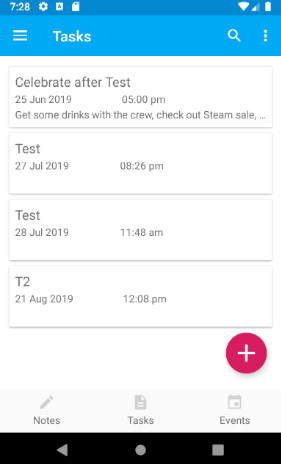 7:28
Tasks
Celebrate after Test
25 Jun 2019 05:00 pm
Get some drinks with the crew, check out Steam sale, ...
Test
27 Jul 2019 08:26 pm
Test
28 Jul 2019 11:48 am
T2
21 Aug 2019 12:08 pm
Notes Tasks Events